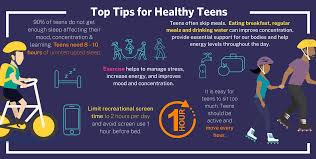 Top Tips for Healthy Teens
90% of teens do not get
enough sleep affecting their
mood, concentration &
learning. Teens need 8 - 10
hours of uninterrupted sleep.
Teens often skip meals. Eating breakfast, regular
meals and drinking water can improve concentration,
provide essential support for our bodies and help
energy levels throughout the day.
Exercise helps to manage stress,
increase energy, and improves
mood and concentration.
Limit recreational screen
time to 2 hours per day
and avoid screen use 1
hour before bed.
1
HOUR
It is easy for teens
to sit too much.
Teens should be
active and
move every
hour.